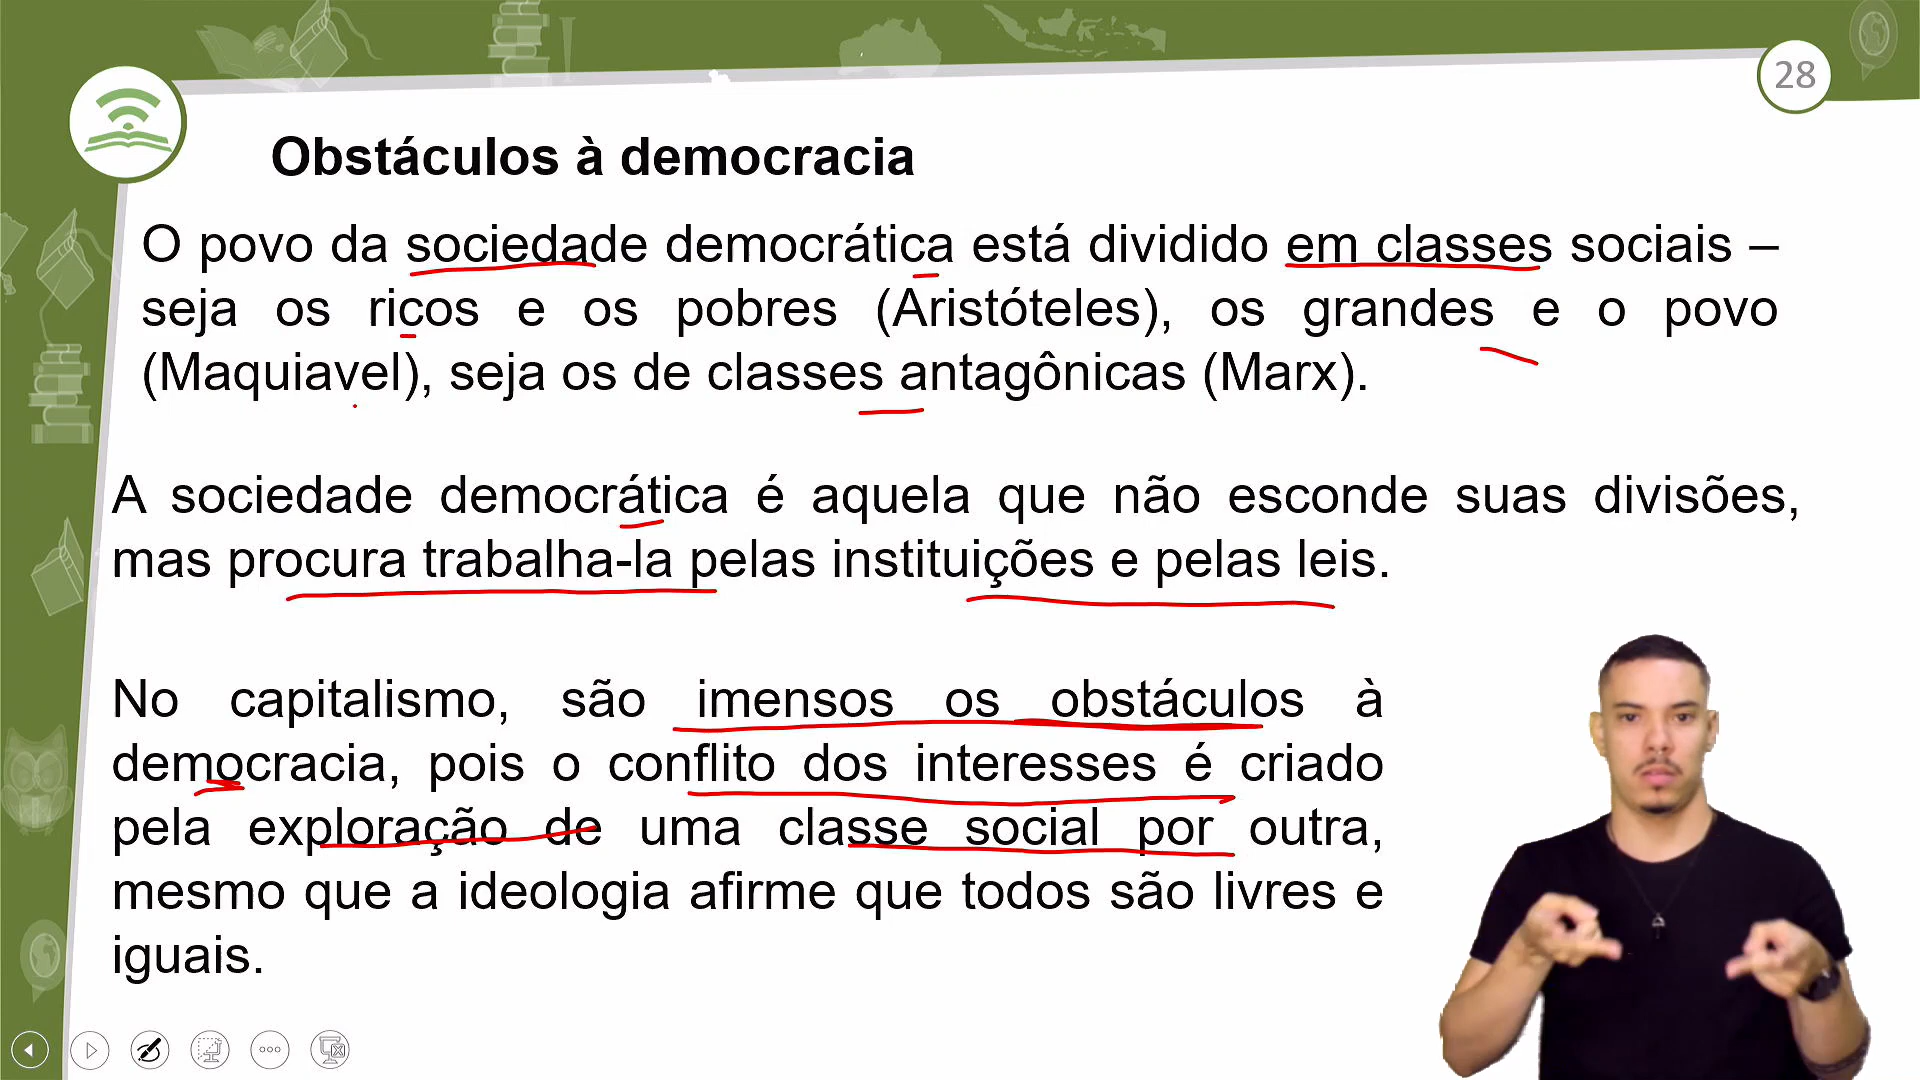 28
Obstáculos à democracia
O povo da sociedade democrática está dividido em classes sociais –
seja os ricos e os pobres (Aristóteles), os grandes e o povo
(Maquiavel), seja os de classes antagônicas (Marx).
A sociedade democrática é aquela que não esconde suas divisões,
mas procura trabalha-la pelas instituições e pelas leis.
No capitalismo, são imensos os obstáculos à
democracia, pois o conflito dos interesses é criado
pela exploração de uma classe social por outra,
mesmo que a ideologia afirme que todos são livres e
iguais.